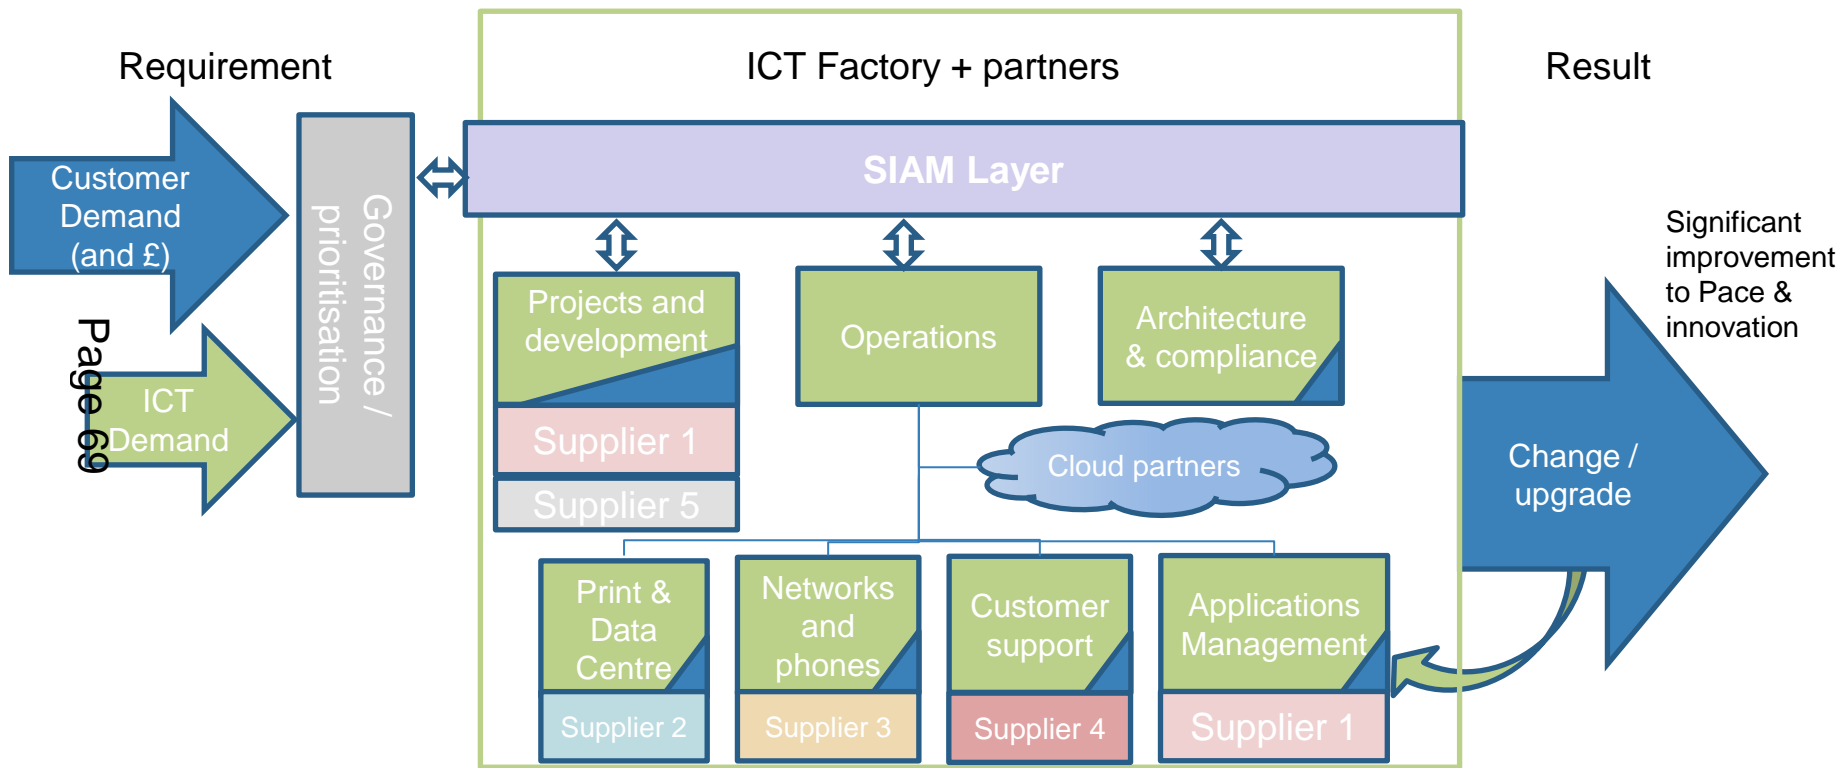 Requirement
ICT Factory + partners
Result
Customer
Demand
(and £)
Governance /
prioritisation
SIAM Layer
Significant
improvement
to Pace &
innovation
Projects and
development
Operations
Architecture
& compliance
Page 69
ICT
Demand
Supplier 1
Supplier 5
Cloud partners
Change /
upgrade
Print &
Data
Centre
Networks
and
phones
Customer
support
Applications
Management
Supplier 2
Supplier 3
Supplier 4
Supplier 1